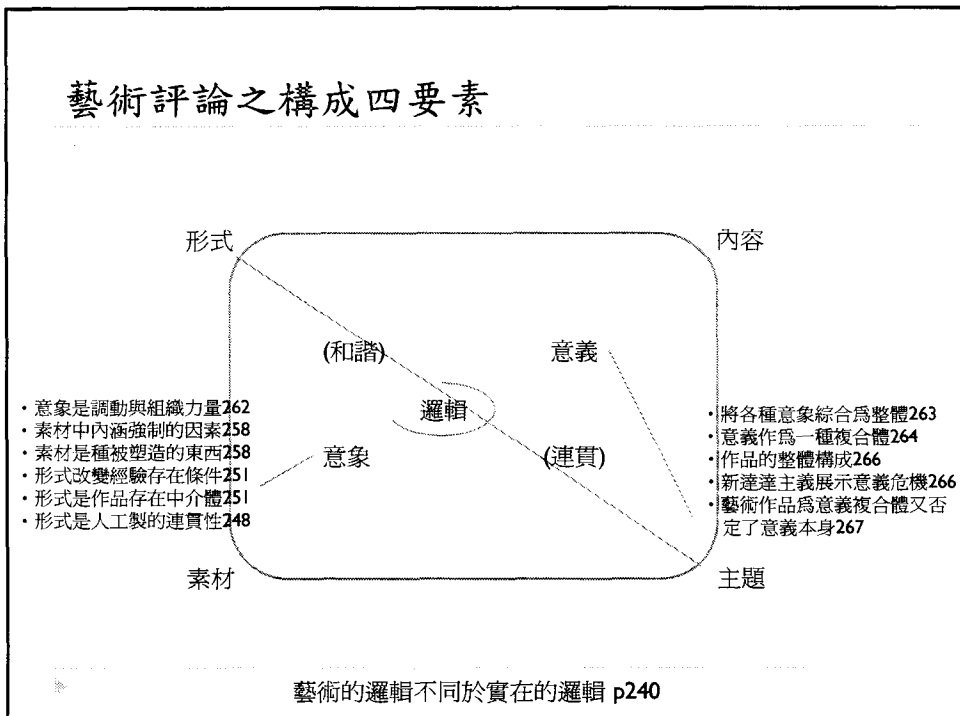 藝術評論之構成四要素
形式
內容
(和諧)
意義
邏輯
意象
(連貫)
・意象是調動與組織力量262
・素材中內涵強制的因素258
・素材是種被塑造的東西258
・形式改變經驗存在條件251
・形式是作品存在中介體251
・形式是人工製的連貫性248
・將各種意象綜合爲整體263
・意義作爲一種複合體264
・作品的整體構成266
・新達達主義展示意義危機266
・藝術作品爲意義複合體又否
定了意義本身267
素材
主題
藝術的邏輯不同於實在的邏輯 p240